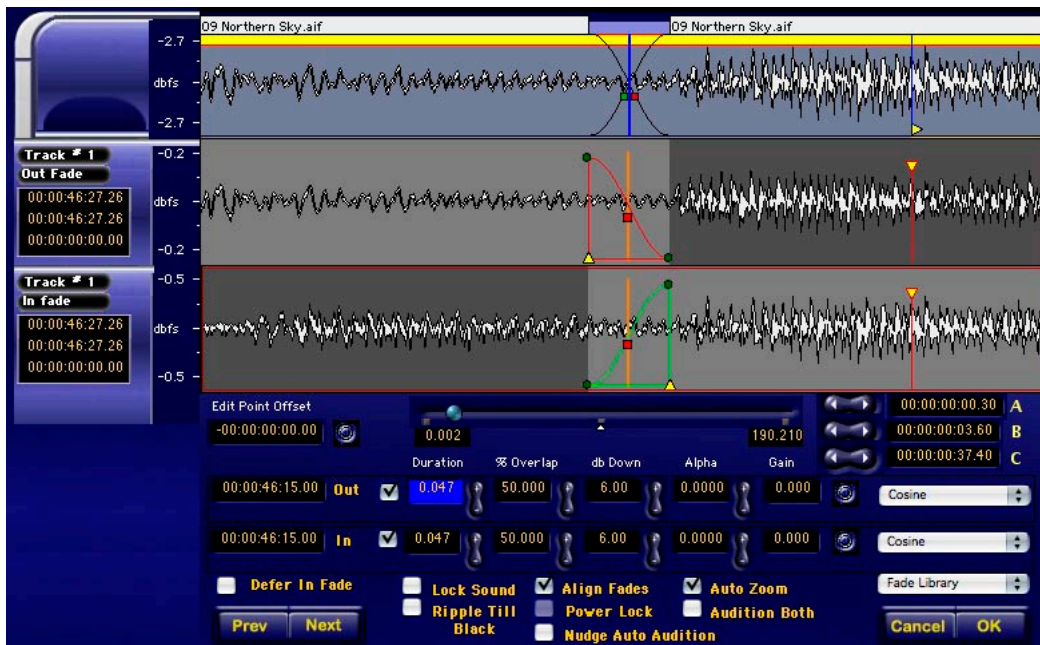 09 Northern Sky.aif
09 Northern Sky.aif
-2.7
dbfs
-2.7
Track # 1
Out Fade
00:00:46:27.26
00:00:46:27.26
00:00:00:00.00
-0.2
dbfs
-0.2
Track # 1
In fade
00:00:46:27.26
00:00:46:27.26
00:00:00:00.00
-0.5
dbfs
-0.5
Edit Point Offset
-00:00:00:00.00
0.002
190.210
00:00:00:00.30 A
00:00:00:03.60 B
00:00:00:37.40 C
Duration % Overlap db Down Alpha Gain
00:00:46:15.00 Out 0.047 50.000 6.00 0.0000 0.000 Cosine
00:00:46:15.00 In 0.047 50.000 6.00 0.0000 0.000 Cosine
Defer In Fade
Lock Sound
Align Fades
Auto Zoom
Fade Library
Ripple Till
Black
Power Lock
Audition Both
Nudge Auto Audition
Prev Next
Cancel OK